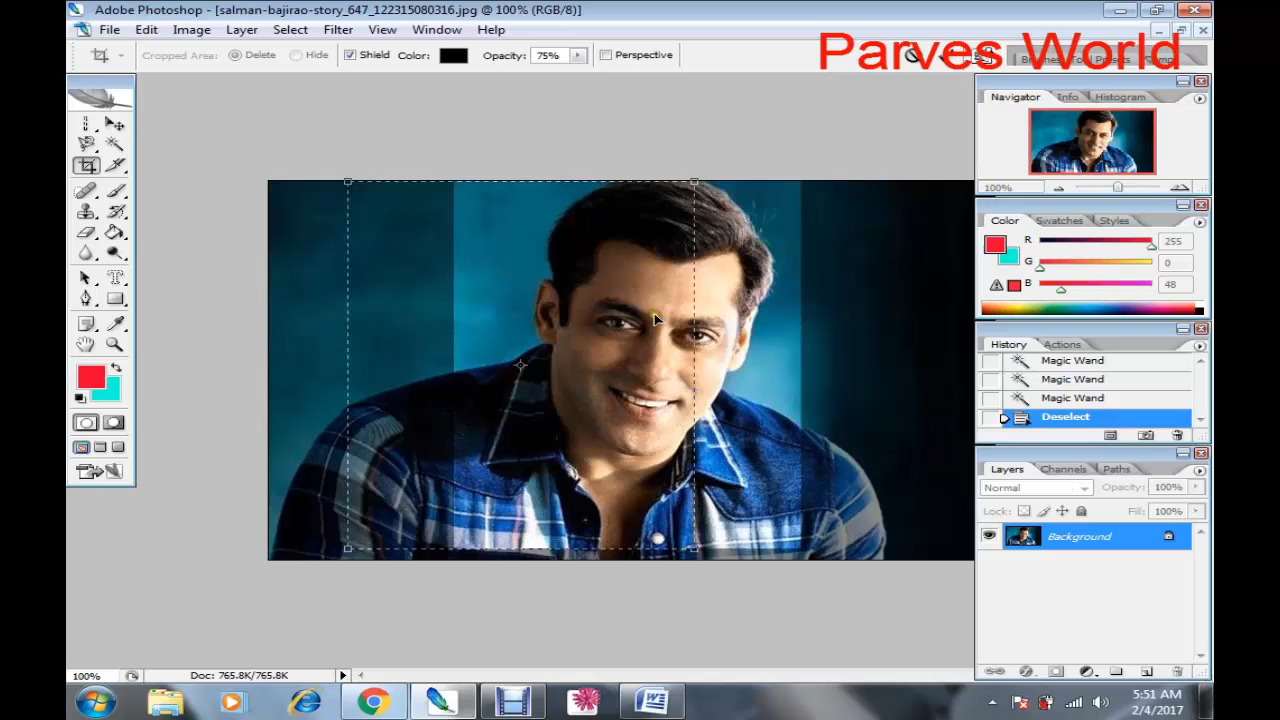 Adobe Photoshop - [salman-bajirao-story_647_122315080316.jpg @ 100% (RGB/8)]
File Edit Image Layer Select Filter View Window Help
Parves World
Cropped Area: Delete Hide Shield Color: Opacity: 75% Perspective
Navigator Info Histogram
100%
Color Swatches Styles
R 255
G 0
B 48
History Actions
Magic Wand
Magic Wand
Magic Wand
Deselect
Layers Channels Paths
Normal Opacity: 100%
Lock: Fill: 100%
Background
100% Doc: 765.8K/765.8K
5:51 AM
2/4/2017